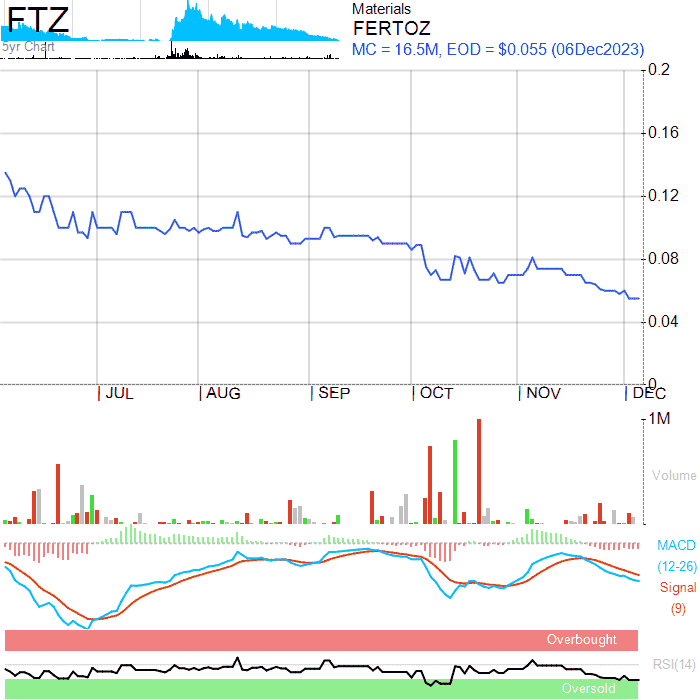 FTZ
5yr Chart
Materials
FERTOZ
MC = 16.5M, EOD = $0.055 (06Dec2023)
0.2
0.16
0.12
0.08
0.04
0
JUL AUG SEP OCT NOV DEC
1M
Volume
MACD
(12-26)
Signal
(9)
Overbought
RSI(14)
Oversold